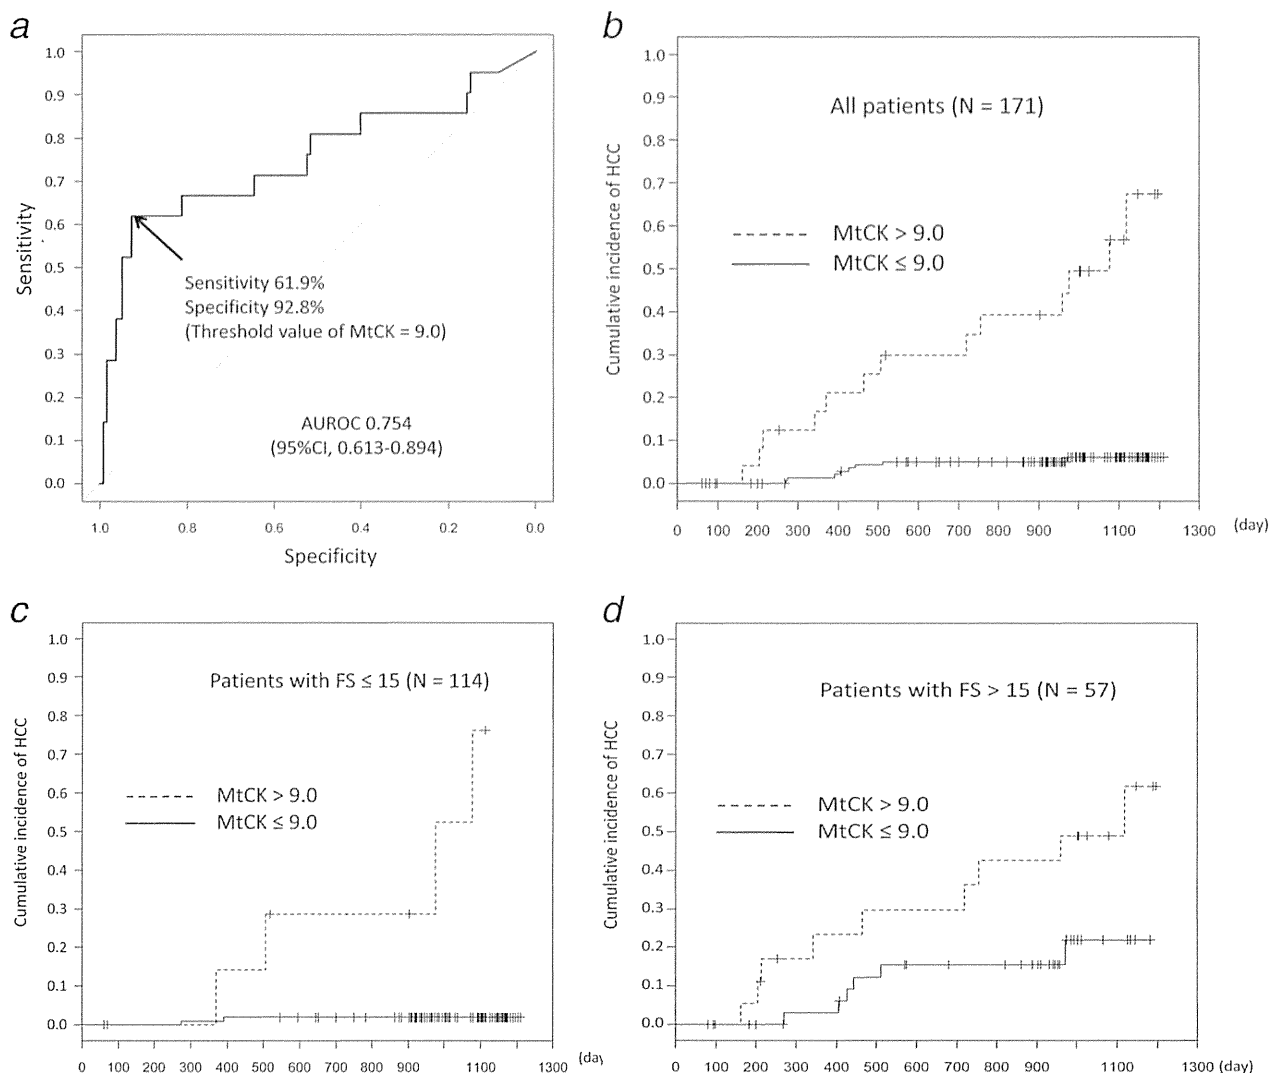 a
1.0
0.9
0.8
0.7
0.6
0.5
0.4
0.3
0.2
0.1
0.0
Sensitivity
Sensitivity 61.9%
Specificity 92.8%
(Threshold value of MtCK = 9.0)
AUROC 0.754
(95%CI, 0.613-0.894)
1.0 0.8 0.6 0.4 0.2 0.0
Specificity
b
1.0
0.9
0.8
0.7
0.6
0.5
0.4
0.3
0.2
0.1
0.0
Cumulative incidence of HCC
All patients (N = 171)
MtCK > 9.0
MtCK ≤ 9.0
0 100 200 300 400 500 600 700 800 900 1100 1300 (day)
c
1.0
0.9
0.8
0.7
0.6
0.5
0.4
0.3
0.2
0.1
0.0
Cumulative incidence of HCC
Patients with FS ≤ 15 (N = 114)
MtCK > 9.0
MtCK ≤ 9.0
0 100 200 300 400 500 600 700 800 900 1100 1300 (day
d
1.0
0.9
0.8
0.7
0.6
0.5
0.4
0.3
0.2
0.1
0.0
Cumulative incidence of HCC
Patients with FS > 15 (N = 57)
MtCK > 9.0
MtCK ≤ 9.0
0 100 200 300 400 500 600 700 800 900 1100 1300 (day)